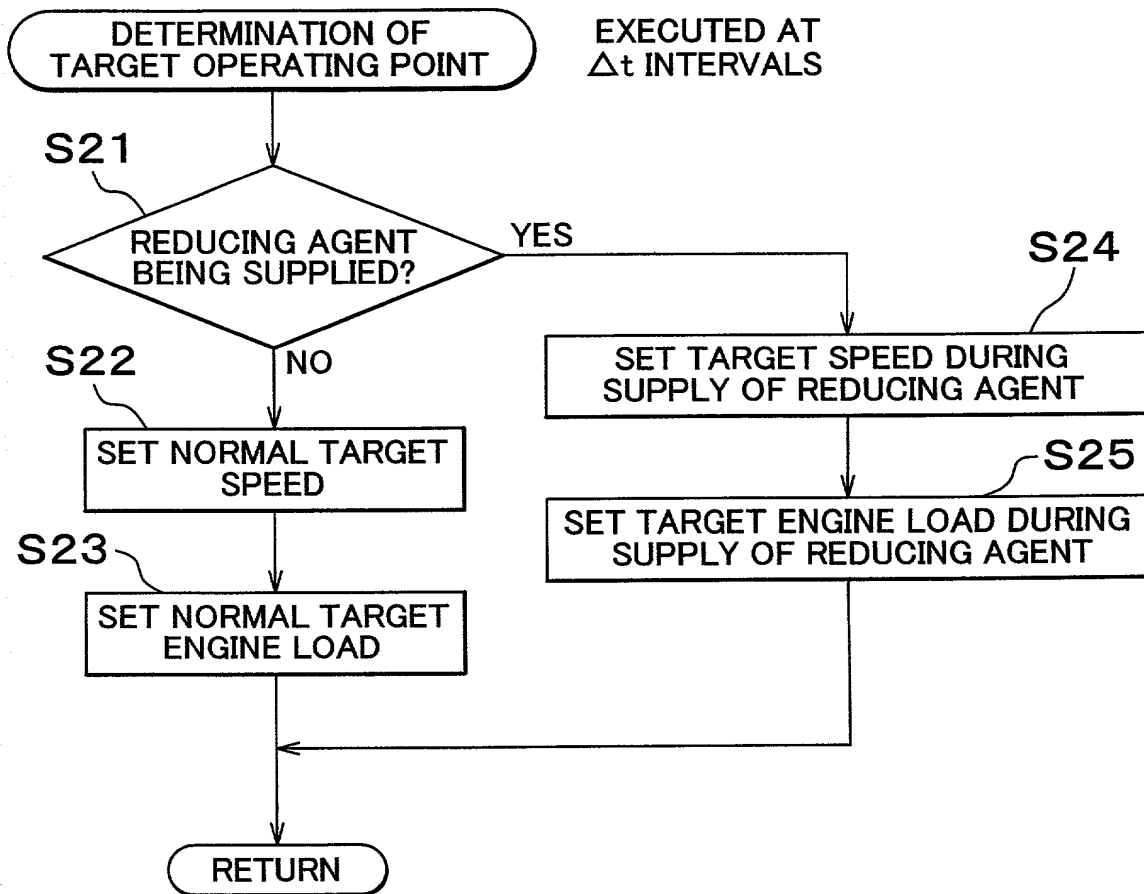 DETERMINATION OF
TARGET OPERATING POINT
EXECUTED AT
Δt INTERVALS
S21
REDUCING AGENT
BEING SUPPLIED?
YES
NO
S22
SET NORMAL TARGET
SPEED
S23
SET NORMAL TARGET
ENGINE LOAD
S24
SET TARGET SPEED DURING
SUPPLY OF REDUCING AGENT
S25
SET TARGET ENGINE LOAD DURING
SUPPLY OF REDUCING AGENT
RETURN